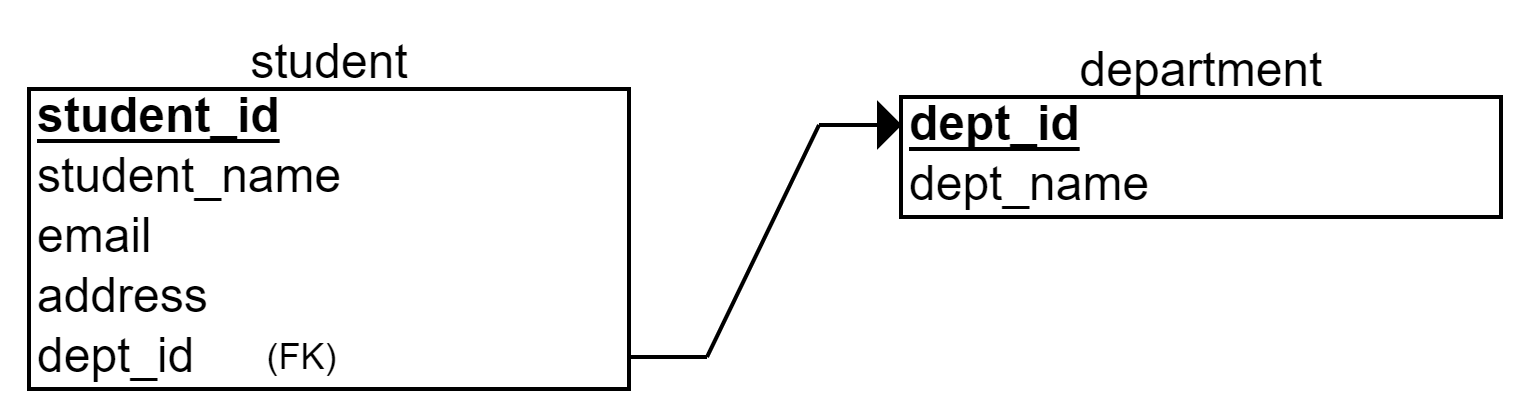 student
student_id
student_name
email
address
dept_id (FK)
department
dept_id
dept_name